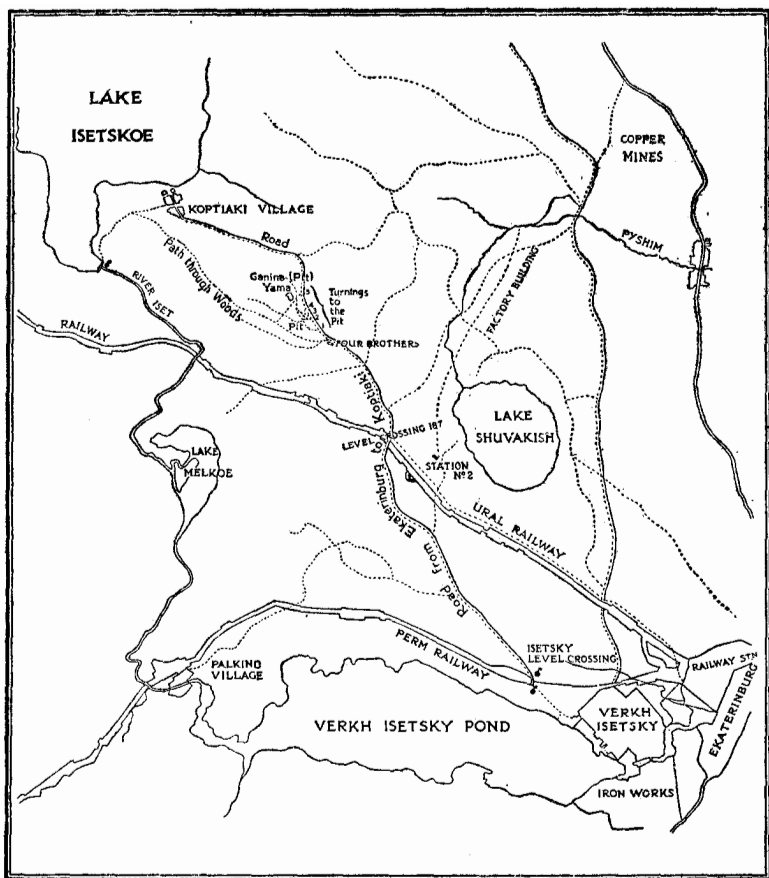 LAKE
ISETSKOE
COPPER
MINES
KOPTIAKI VILLAGE
Road
PYSHIM
Path through Woods
Ganina (Pit)
Yama
Turnings
to the
Pit
Pit
RIVER ISET
FACTORY BUILDING
RAILWAY
FOUR BROTHERS
LAKE
SHUVAKISH
LEVEL CROSSING 187
STATION
Nº2
LAKE
MELKOE
Road from Ekaterinburg to Koptiaki
URAL RAILWAY
PERM RAILWAY
ISETSKY
LEVEL CROSSING
RAILWAY STN
PALKINO
VILLAGE
VERKH ISETSKY POND
VERKH
ISETSKY
EKATERINBURG
IRON WORKS